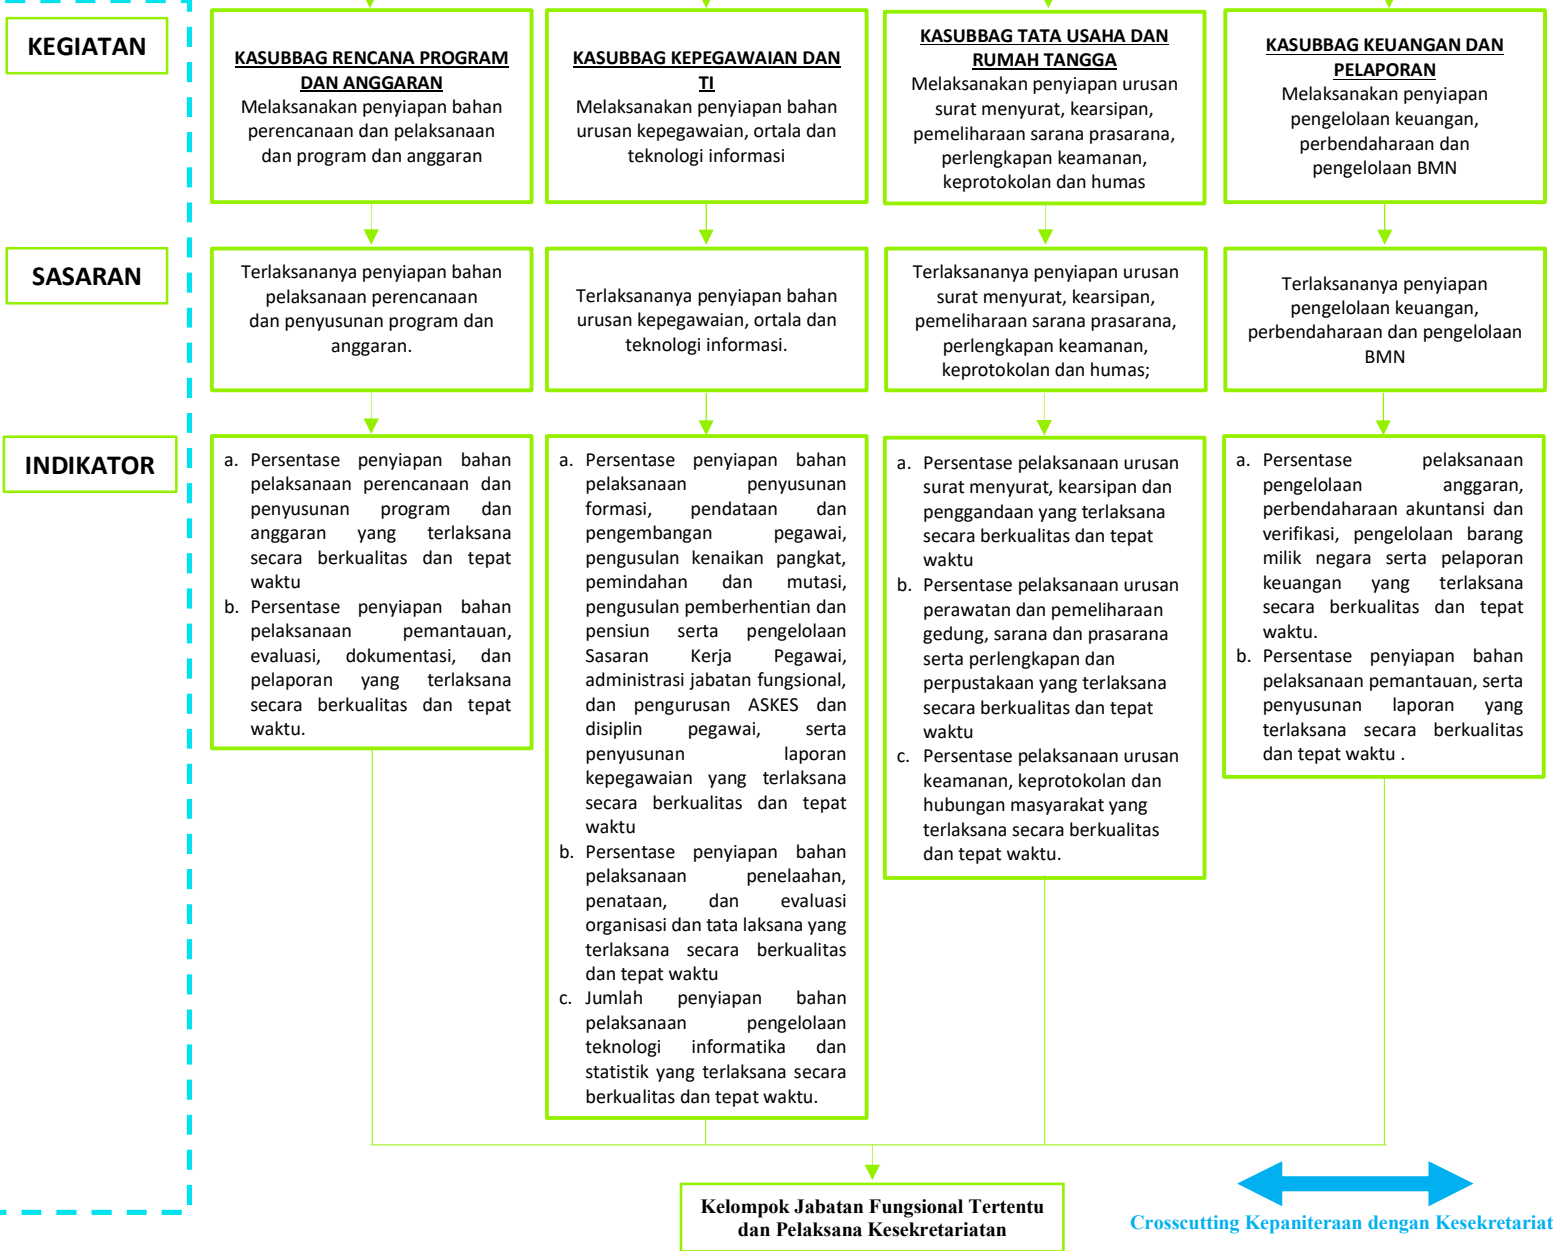 KEGIATAN
KASUBBAG RENCANA PROGRAM
DAN ANGGARAN
Melaksanakan penyiapan bahan
perencanaan dan pelaksanaan
dan program dan anggaran
KASUBBAG KEPEGAWAIAN DAN
TI
Melaksanakan penyiapan bahan
urusan kepegawaian, ortala dan
teknologi informasi
KASUBBAG TATA USAHA DAN
RUMAH TANGGA
Melaksanakan penyiapan urusan
surat menyurat, kearsipan,
pemeliharaan sarana prasarana,
perlengkapan keamanan,
keprotokolan dan humas
KASUBBAG KEUANGAN DAN
PELAPORAN
Melaksanakan penyiapan
pengelolaan keuangan,
perbendaharaan dan
pengelolaan BMN
SASARAN
Terlaksananya penyiapan bahan
pelaksanaan perencanaan
dan penyusunan program dan
anggaran.
Terlaksananya penyiapan bahan
urusan kepegawaian, ortala dan
teknologi informasi.
Terlaksananya penyiapan urusan
surat menyurat, kearsipan,
pemeliharaan sarana prasarana,
perlengkapan keamanan,
keprotokolan dan humas;
Terlaksananya penyiapan
pengelolaan keuangan,
perbendaharaan dan pengelolaan
BMN
INDIKATOR
a. Persentase penyiapan bahan
pelaksanaan perencanaan dan
penyusunan program dan
anggaran yang terlaksana
secara berkualitas dan tepat
waktu
b. Persentase penyiapan bahan
pelaksanaan pemantauan,
evaluasi, dokumentasi, dan
pelaporan yang terlaksana
secara berkualitas dan tepat
waktu.
a. Persentase penyiapan bahan
pelaksanaan penyusunan
formasi, pendataan dan
pengembangan pegawai,
pengusulan kenaikan pangkat,
pemindahan dan mutasi,
pengusulan pemberhentian dan
pensiun serta pengelolaan
Sasaran Kerja Pegawai,
administrasi jabatan fungsional,
dan pengurusan ASKES dan
disiplin pegawai, serta
penyusunan laporan
kepegawaian yang terlaksana
secara berkualitas dan tepat
waktu
b. Persentase penyiapan bahan
pelaksanaan penelaahan,
penataan, dan evaluasi
organisasi dan tata laksana yang
terlaksana secara berkualitas
dan tepat waktu
c. Jumlah penyiapan bahan
pelaksanaan pengelolaan
teknologi informatika dan
statistik yang terlaksana secara
berkualitas dan tepat waktu.
a. Persentase pelaksanaan urusan
surat menyurat, kearsipan dan
penggandaan yang terlaksana
secara berkualitas dan tepat
waktu
b. Persentase pelaksanaan urusan
perawatan dan pemeliharaan
gedung, sarana dan prasarana
serta perlengkapan dan
perpustakaan yang terlaksana
secara berkualitas dan tepat
waktu
c. Persentase pelaksanaan urusan
keamanan, keprotokolan dan
hubungan masyarakat yang
terlaksana secara berkualitas
dan tepat waktu.
a. Persentase pelaksanaan
pengelolaan anggaran,
perbendaharaan akuntansi dan
verifikasi, pengelolaan barang
milik negara serta pelaporan
keuangan yang terlaksana
secara berkualitas dan tepat
waktu.
b. Persentase penyiapan bahan
pelaksanaan pemantauan, serta
penyusunan laporan yang
terlaksana secara berkualitas
dan tepat waktu .
Kelompok Jabatan Fungsional Tertentu
dan Pelaksana Kesekretariatan
Crosscutting Kepaniteraan dengan Kesekretariat